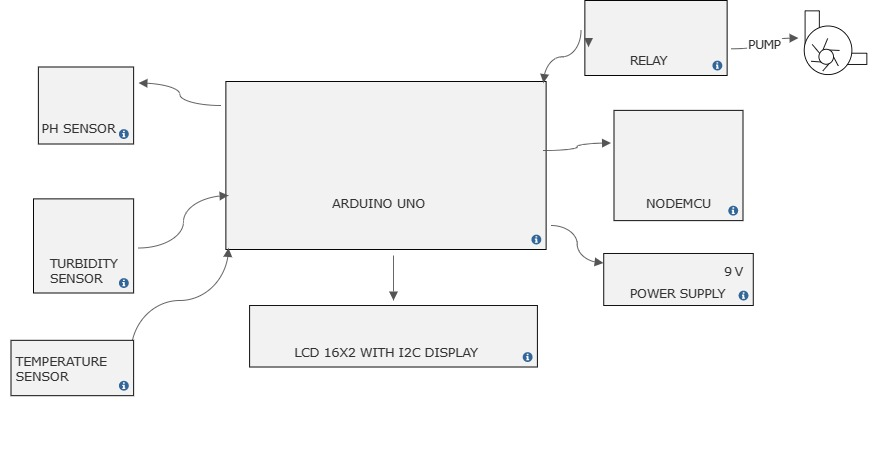 RELAY
PUMP
PH SENSOR
ARDUINO UNO
NODEMCU
TURBIDITY
SENSOR
9 V
POWER SUPPLY
LCD 16X2 WITH I2C DISPLAY
TEMPERATURE
SENSOR